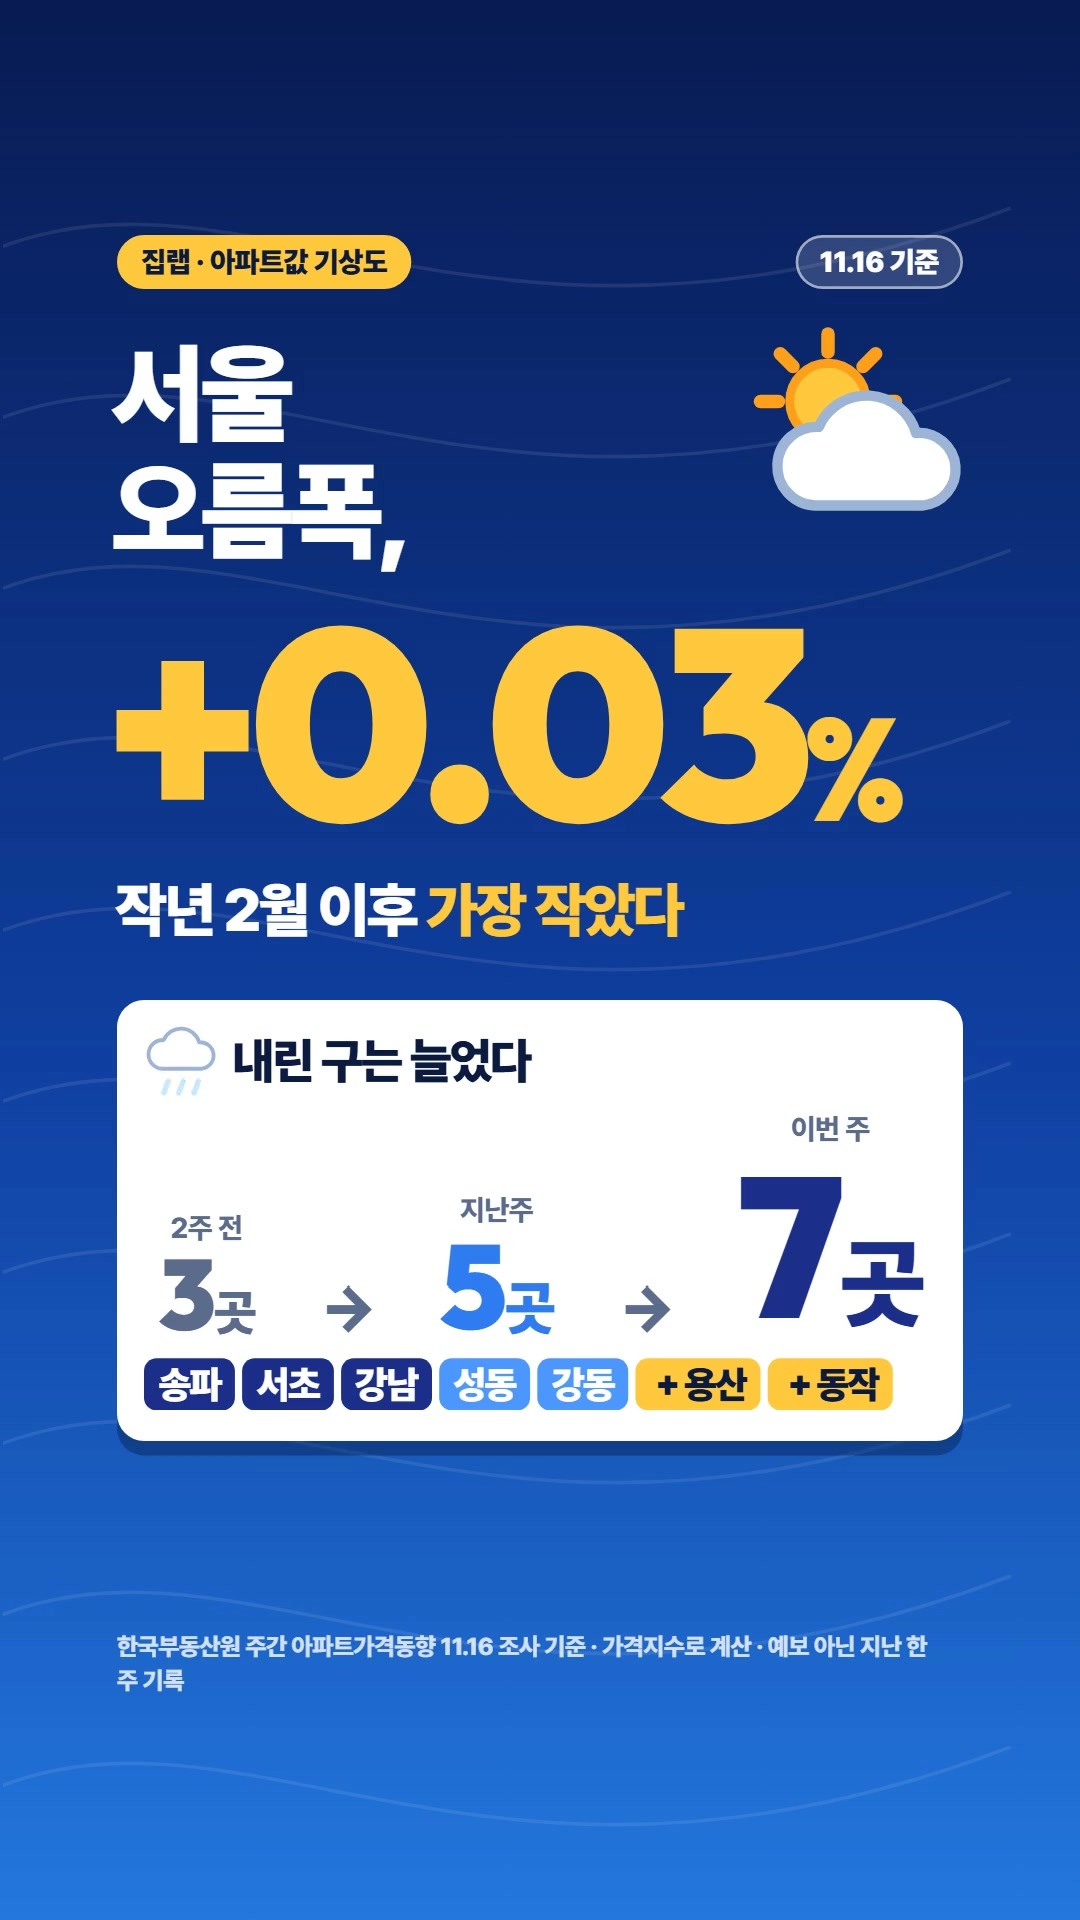 집랩 · 아파트값 기상도
11.16 기준
서울
오름폭,
+0.03%
작년 2월 이후 가장 작았다
내린 구는 늘었다
2주 전
3곳
→
지난주
5곳
→
이번 주
7곳
송파 서초 강남 성동 강동 + 용산 + 동작
한국부동산원 주간 아파트가격동향 11.16 조사 기준 · 가격지수로 계산 · 예보 아닌 지난 한
주 기록